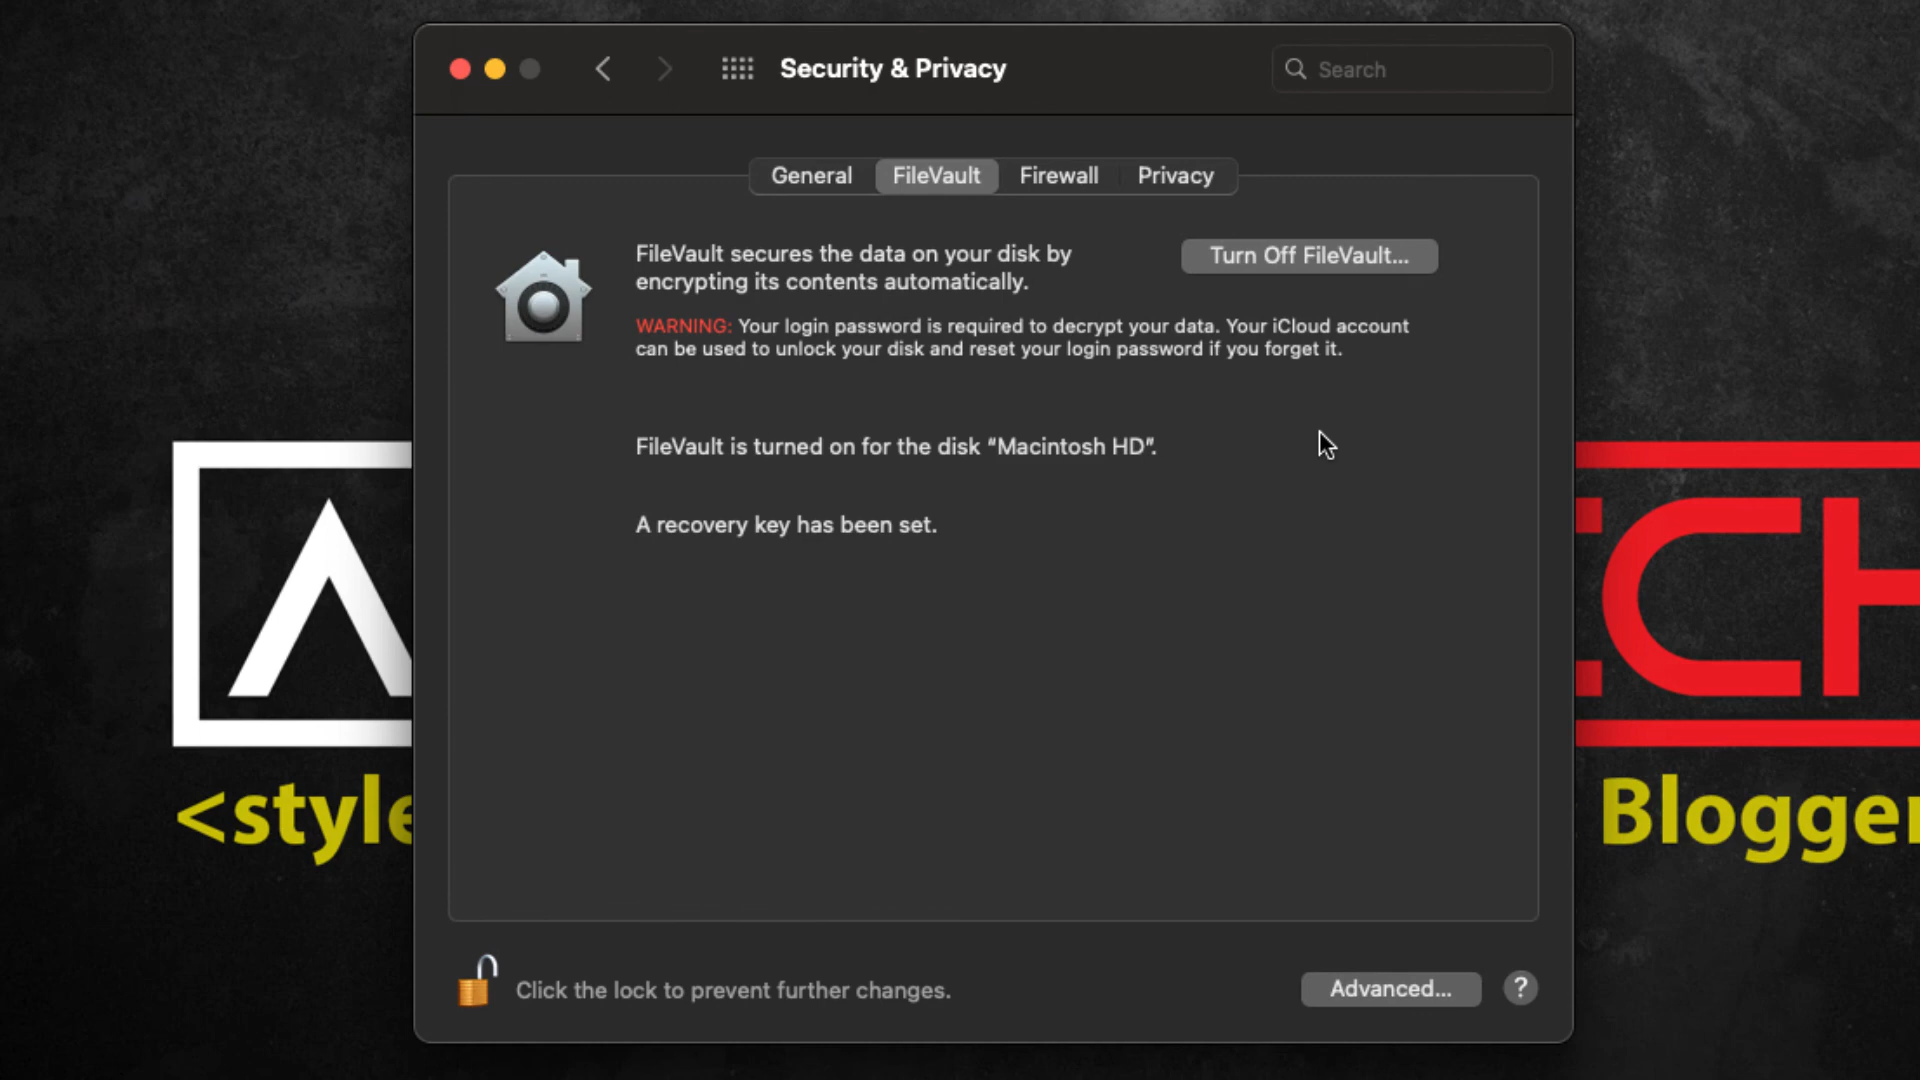 Security & Privacy
Search
General
FileVault
Firewall
Privacy
FileVault secures the data on your disk by
encrypting its contents automatically.
Turn Off FileVault...
WARNING: Your login password is required to decrypt your data. Your iCloud account
can be used to unlock your disk and reset your login password if you forget it.
FileVault is turned on for the disk “Macintosh HD”.
A recovery key has been set.
<style
Blogger
Click the lock to prevent further changes.
Advanced...
?